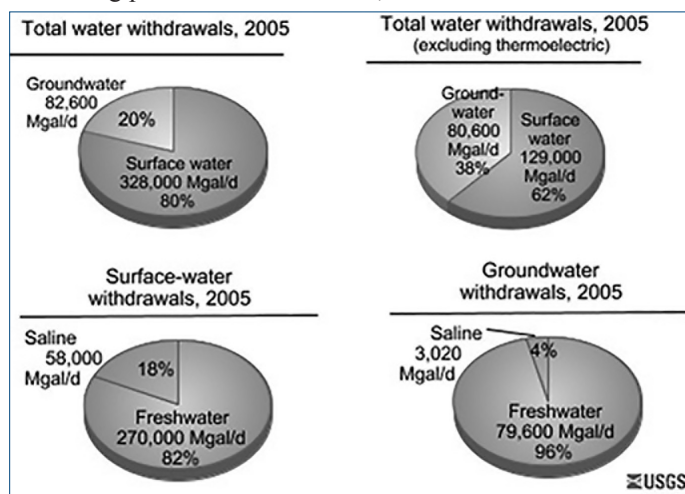 Total water withdrawals, 2005
Groundwater
82,600
Mgal/d
20%
Surface water
328,000 Mgal/d
80%
Total water withdrawals, 2005
(excluding thermoelectric)
Ground-
water
80,600
Mgal/d
38%
Surface
water
129,000
Mgal/d
62%
Surface-water
withdrawals, 2005
Saline
58,000
Mgal/d
18%
Freshwater
270,000 Mgal/d
82%
Groundwater
withdrawals, 2005
Saline
3,020
Mgal/d
4%
Freshwater
79,600 Mgal/d
96%
USGS